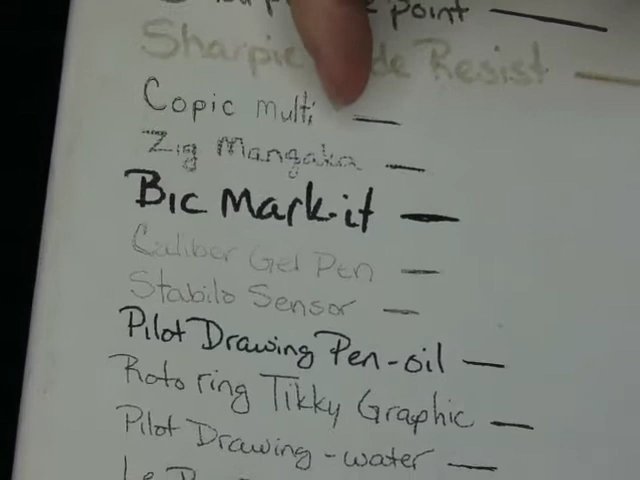 point
Sharpie Resist
Copic Multi
Zig Mangaka
Bic Mark-it
Caliber Gel Pen
Stabilo Sensor
Pilot Drawing Pen-oil
Rotoring Tikky Graphic
Pilot Drawing-water